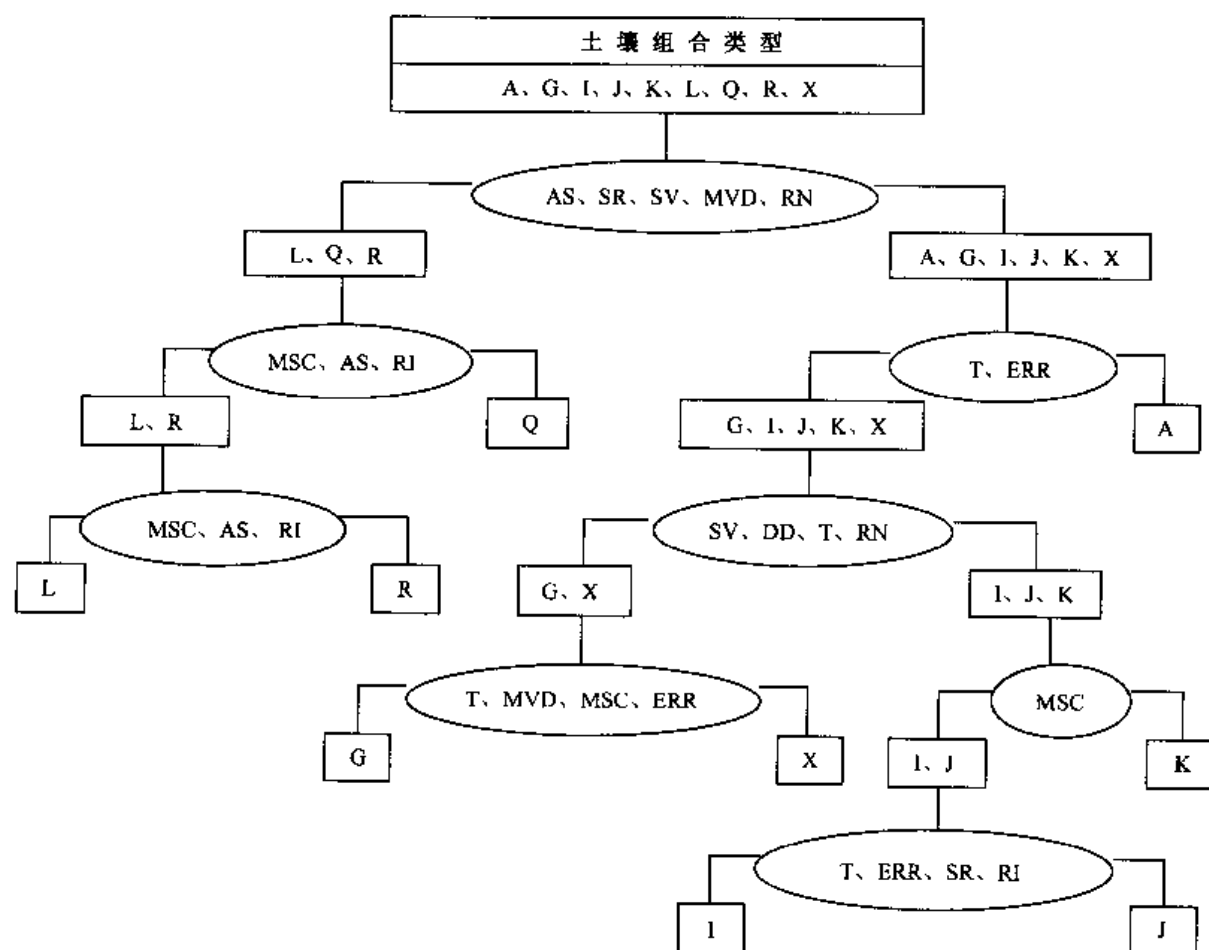 土壤组合类型
A、G、I、J、K、L、Q、R、X
AS、SR、SV、MVD、RN
L、Q、R
A、G、I、J、K、X
MSC、AS、RI
T、ERR
L、R
Q
G、I、J、K、X
A
MSC、AS、RI
SV、DD、T、RN
L
R
G、X
I、J、K
T、MVD、MSC、ERR
MSC
G
X
I、J
K
T、ERR、SR、RI
I
J